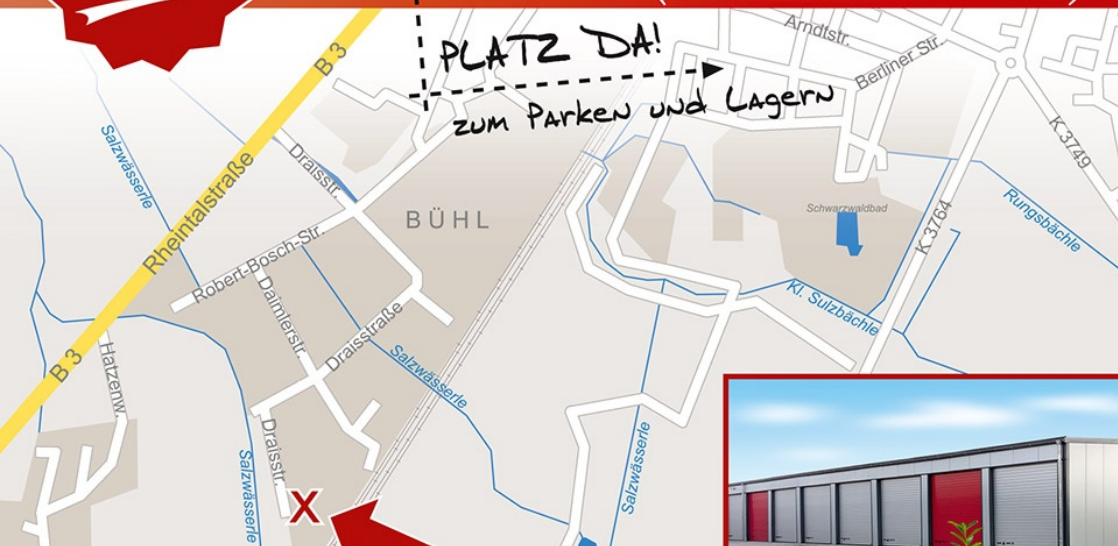 PLATZ DA!
zum Parken und Lagern
Arndtstr.
Berliner Str.
B 3
K 3749
Salzwässerle
Draisstr.
Rheintalstraße
BÜHL
Schwarzwaldbad
K 3764
Rungsbächle
Robert-Bosch-Str.
Daimlerstr.
Draisstraße
Kl. Sulzbächle
B 3
Hatzenw.
Salzwässerle
Draisstr.
Salzwässerle
Salzwässerle
X